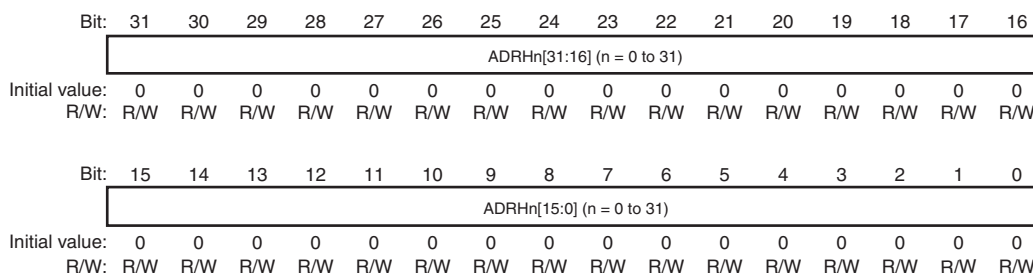 Bit: 31 30 29 28 27 26 25 24 23 22 21 20 19 18 17 16
ADRHn[31:16] (n = 0 to 31)
Initial value: 0 0 0 0 0 0 0 0 0 0 0 0 0 0 0 0
R/W: R/W R/W R/W R/W R/W R/W R/W R/W R/W R/W R/W R/W R/W R/W R/W R/W
Bit: 15 14 13 12 11 10 9 8 7 6 5 4 3 2 1 0
ADRHn[15:0] (n = 0 to 31)
Initial value: 0 0 0 0 0 0 0 0 0 0 0 0 0 0 0 0
R/W: R/W R/W R/W R/W R/W R/W R/W R/W R/W R/W R/W R/W R/W R/W R/W R/W